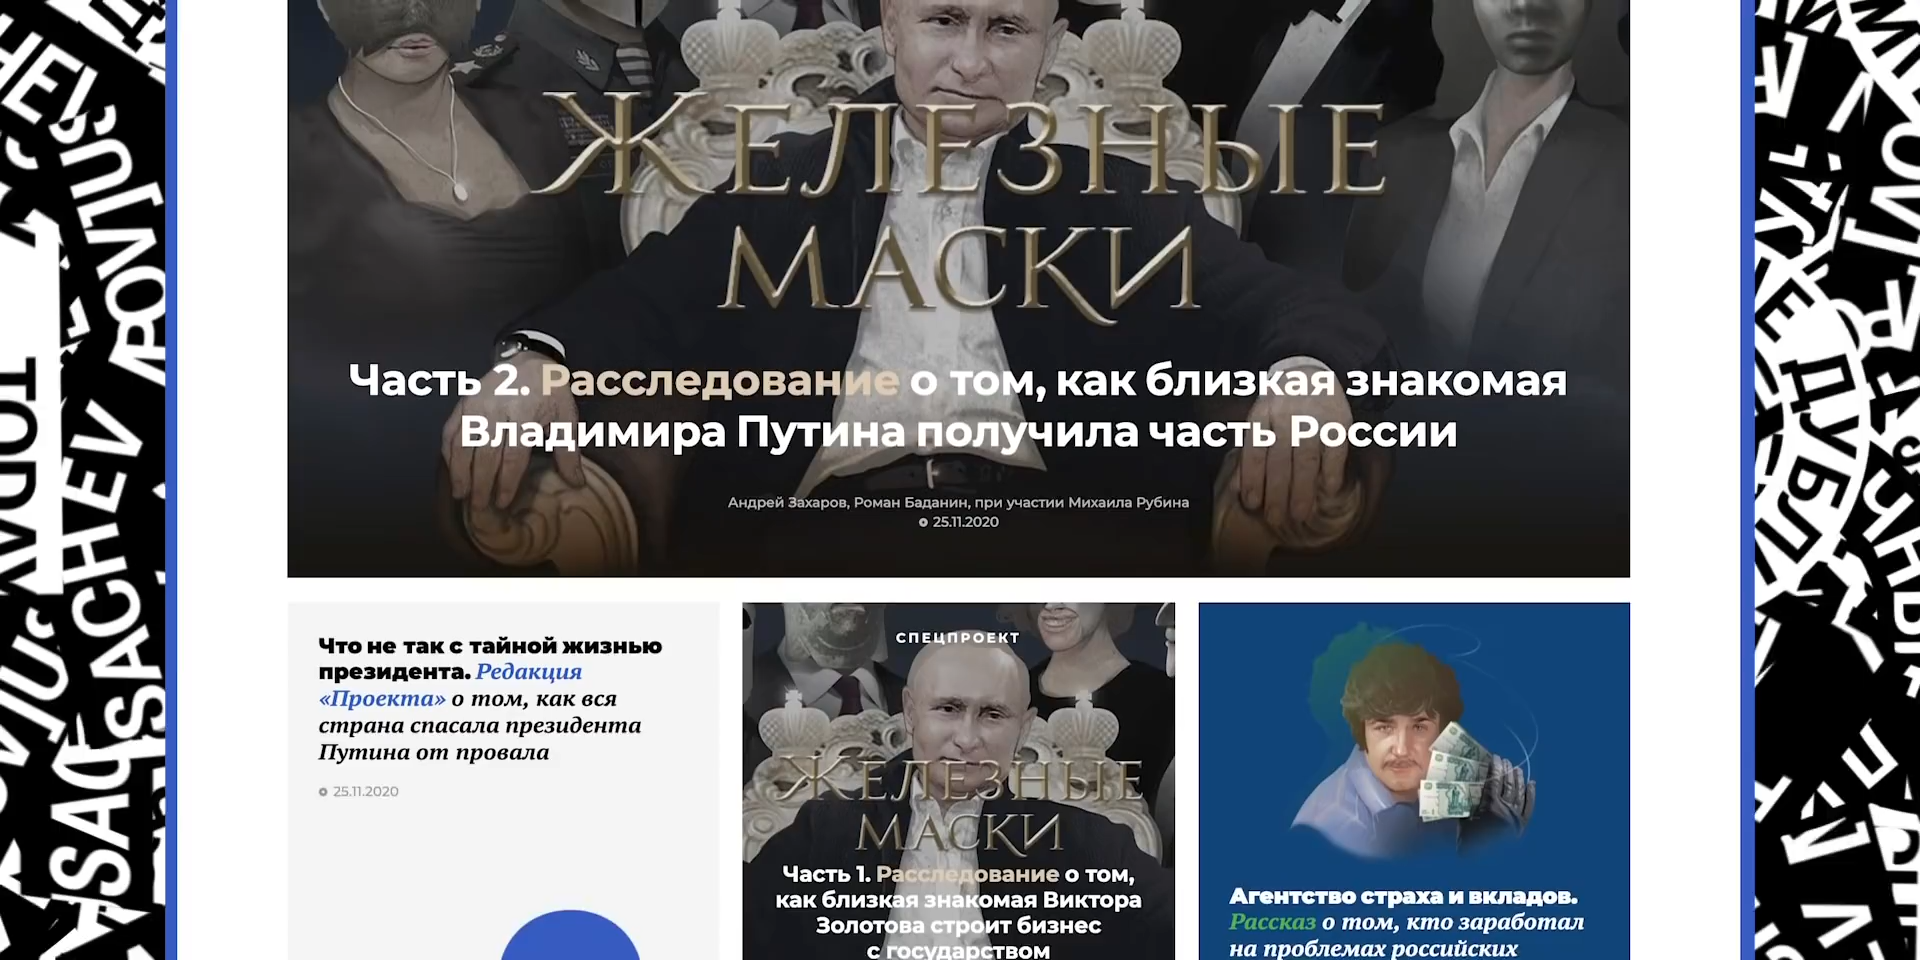 ЖЕЛЕЗНЫЕ
МАСКИ
Часть 2. Расследование о том, как близкая знакомая
Владимира Путина получила часть России
Андрей Захаров, Роман Баданин, при участии Михаила Рубина
25.11.2020
Что не так с тайной жизнью
президента. Редакция
«Проекта» о том, как вся
страна спасала президента
Путина от провала
25.11.2020
СПЕЦПРОЕКТ
ЖЕЛЕЗНЫЕ
МАСКИ
Часть 1. Расследование о том,
как близкая знакомая Виктора
Золотова строит бизнес
с государством
Агентство страха и вкладов.
Рассказ о том, кто заработал
на проблемах российских